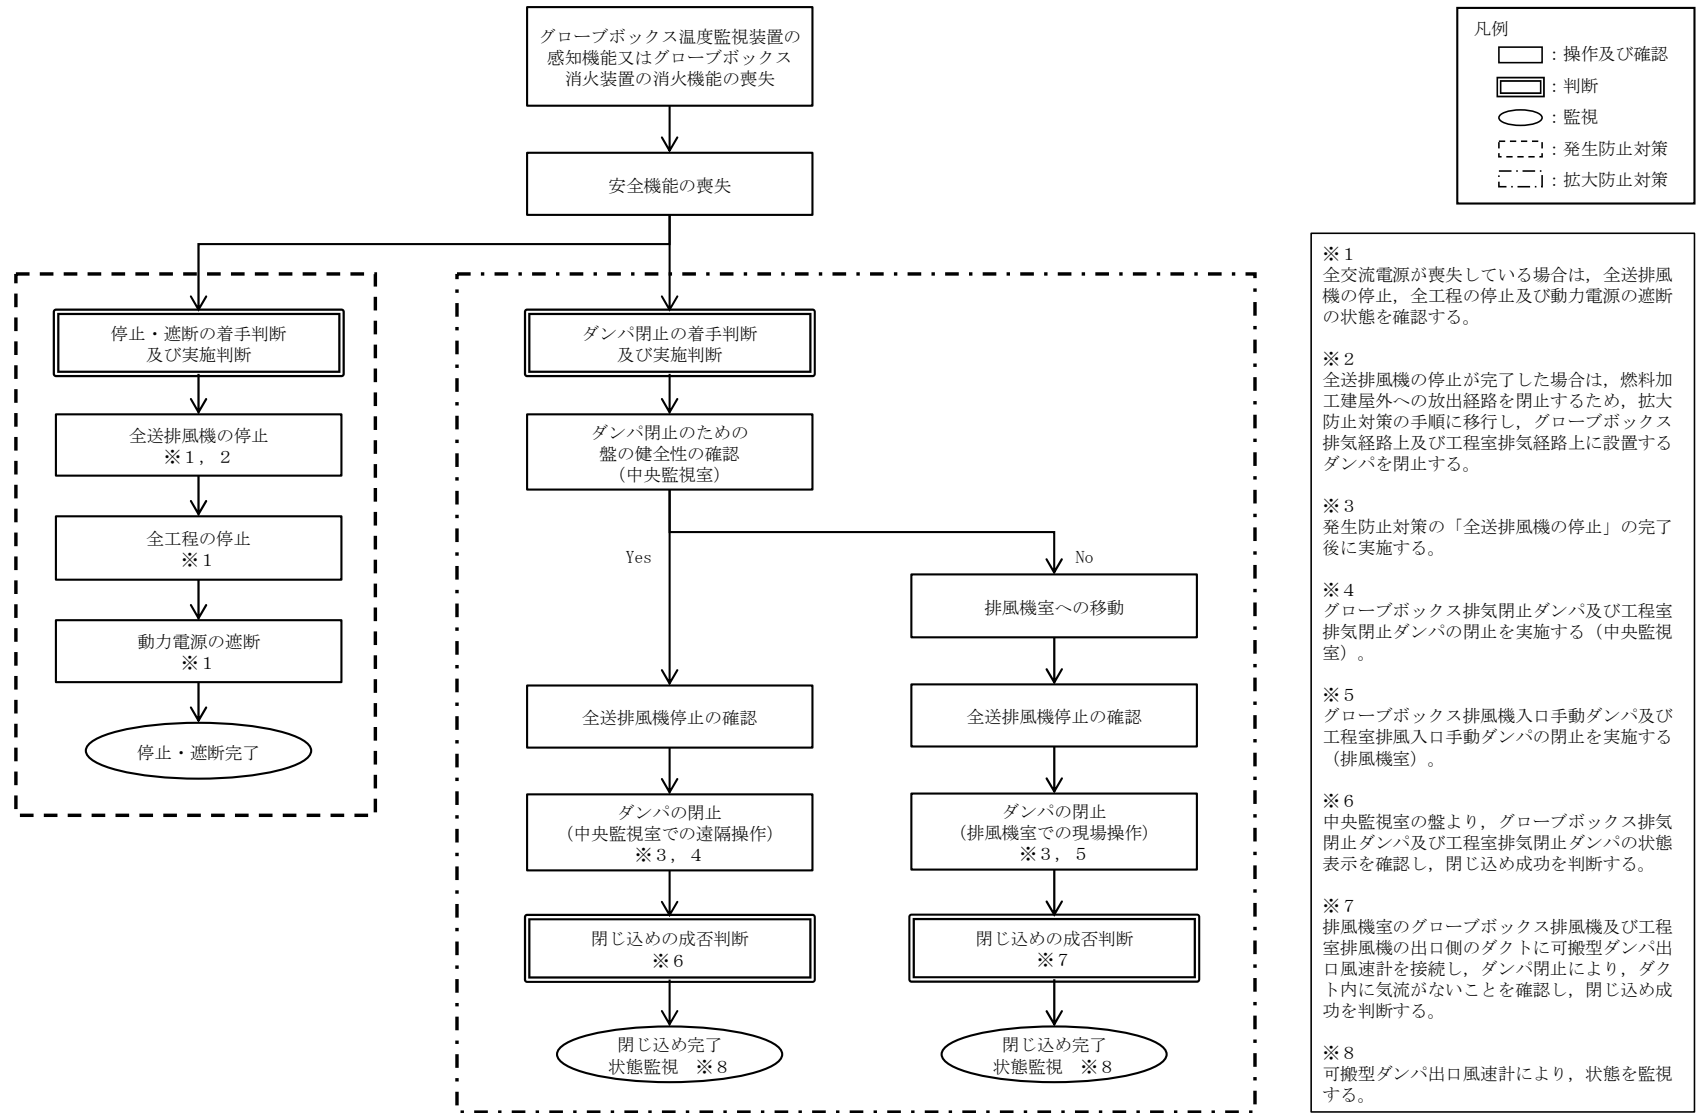 グローブボックス温度監視装置の
感知機能又はグローブボックス
消火装置の消火機能の喪失
安全機能の喪失
停止・遮断の着手判断
及び実施判断
全送排風機の停止
※１，２
全工程の停止
※１
動力電源の遮断
※１
停止・遮断完了
ダンパ閉止の着手判断
及び実施判断
ダンパ閉止のための
盤の健全性の確認
（中央監視室）
Yes
No
全送排風機停止の確認
ダンパの閉止
（中央監視室での遠隔操作）
※３，４
閉じ込めの成否判断
※６
閉じ込め完了
状態監視　※８
排風機室への移動
全送排風機停止の確認
ダンパの閉止
（排風機室での現場操作）
※３，５
閉じ込めの成否判断
※７
閉じ込め完了
状態監視　※８
凡例
：操作及び確認
：判断
：監視
：発生防止対策
：拡大防止対策
※１
全交流電源が喪失している場合は，全送排風
機の停止，全工程の停止及び動力電源の遮断
の状態を確認する。
※２
全送排風機の停止が完了した場合は，燃料加
工建屋外への放出経路を閉止するため，拡大
防止対策の手順に移行し，グローブボックス
排気経路上及び工程室排気経路上に設置する
ダンパを閉止する。
※３
発生防止対策の「全送排風機の停止」の完了
後に実施する。
※４
グローブボックス排気閉止ダンパ及び工程室
排気閉止ダンパの閉止を実施する（中央監視
室）。
※５
グローブボックス排風機入口手動ダンパ及び
工程室排風入口手動ダンパの閉止を実施する
（排風機室）。
※６
中央監視室の盤より，グローブボックス排気
閉止ダンパ及び工程室排気閉止ダンパの状態
表示を確認し，閉じ込め成功を判断する。
※７
排風機室のグローブボックス排風機及び工程
室排風機の出口側のダクトに可搬型ダンパ出
口風速計を接続し，ダンパ閉止により，ダク
ト内に気流がないことを確認し，閉じ込め成
功を判断する。
※８
可搬型ダンパ出口風速計により，状態を監視
する。